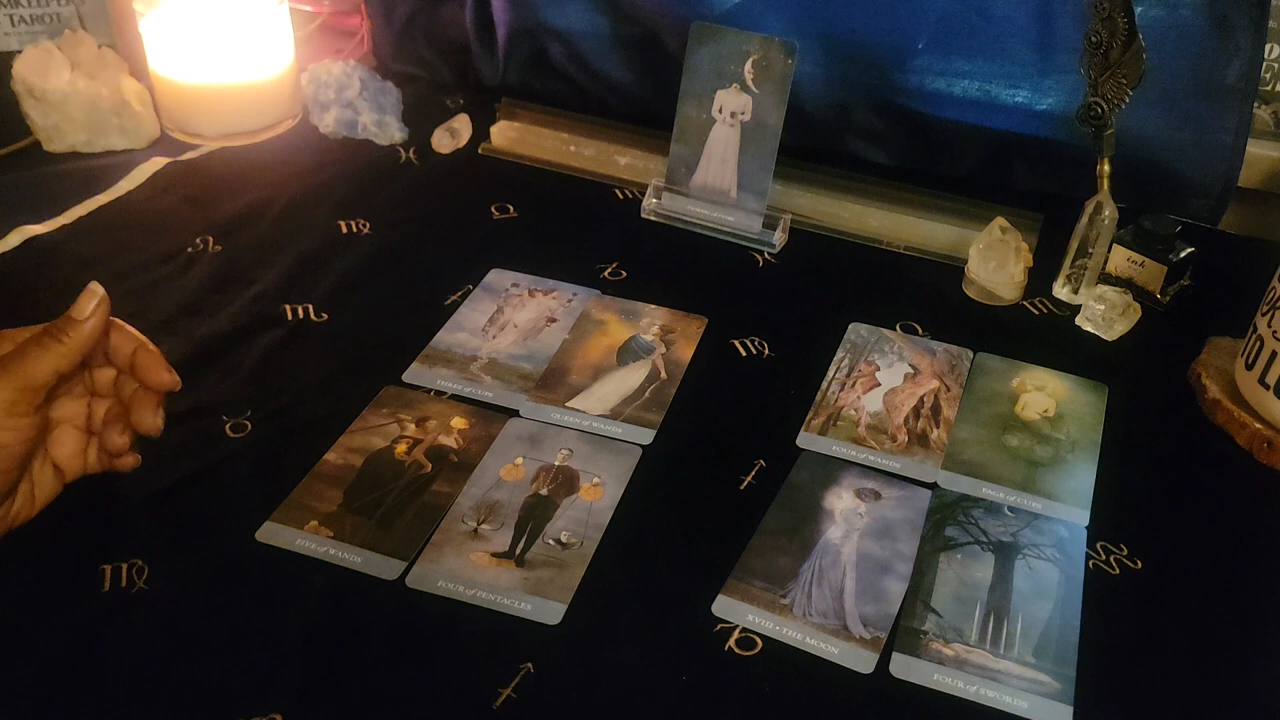 TAROT
THREE of CUPS
QUEEN of WANDS
FIVE of WANDS
FOUR of PENTACLES
FOUR of WANDS
PAGE of CUPS
XVIII • THE MOON
FOUR of SWORDS
ink
TO L